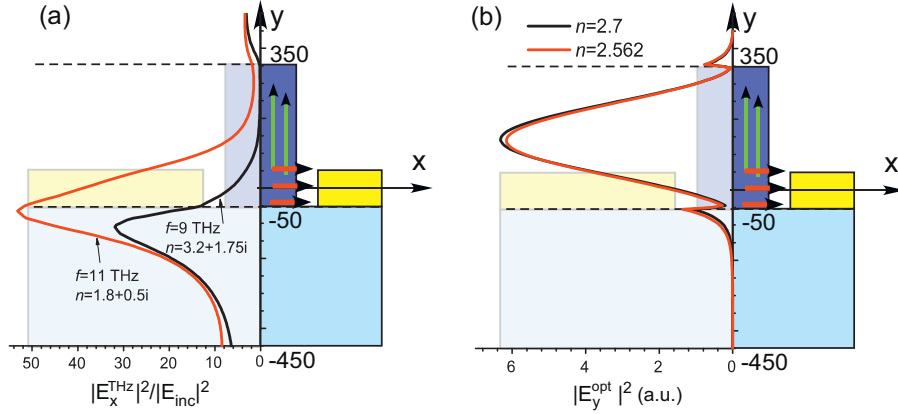 (a)
y
350
x
-50
f=9 THz
n=3.2+1.75i
f=11 THz
n=1.8+0.5i
-450
50 40 30 20 10 0
|E_x^THz|^2/|E_inc|^2
(b)
y
n=2.7
n=2.562
350
x
-50
-450
6 4 2 0
|E_y^opt|^2 (a.u.)